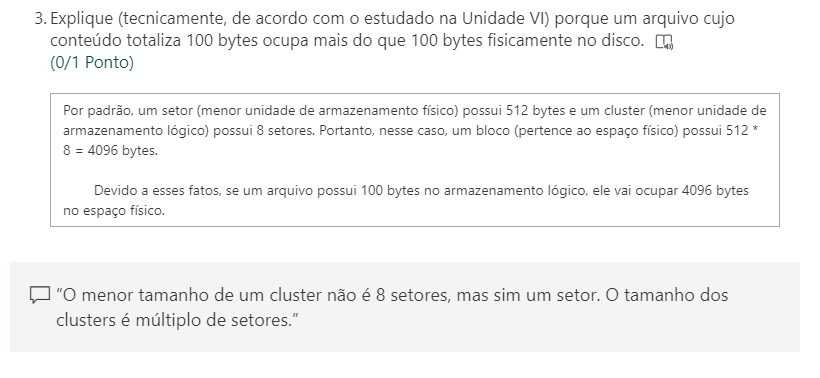 3. Explique (tecnicamente, de acordo com o estudado na Unidade VI) porque um arquivo cujo
conteúdo totaliza 100 bytes ocupa mais do que 100 bytes fisicamente no disco.
(0/1 Ponto)
Por padrão, um setor (menor unidade de armazenamento físico) possui 512 bytes e um cluster (menor unidade de
armazenamento lógico) possui 8 setores. Portanto, nesse caso, um bloco (pertence ao espaço físico) possui 512 *
8 = 4096 bytes.
Devido a esses fatos, se um arquivo possui 100 bytes no armazenamento lógico, ele vai ocupar 4096 bytes
no espaço físico.
“O menor tamanho de um cluster não é 8 setores, mas sim um setor. O tamanho dos
clusters é múltiplo de setores.”